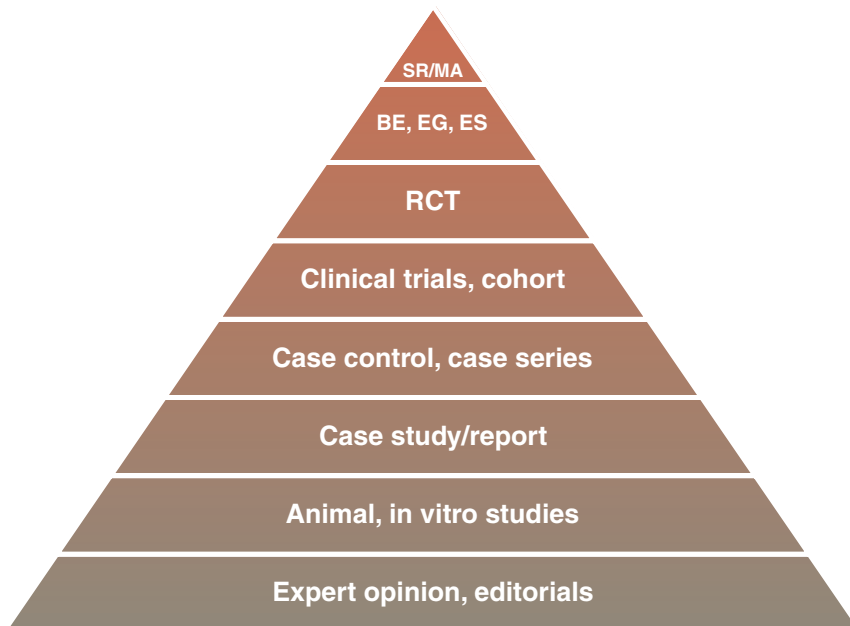 SR/MA
BE, EG, ES
RCT
Clinical trials, cohort
Case control, case series
Case study/report
Animal, in vitro studies
Expert opinion, editorials